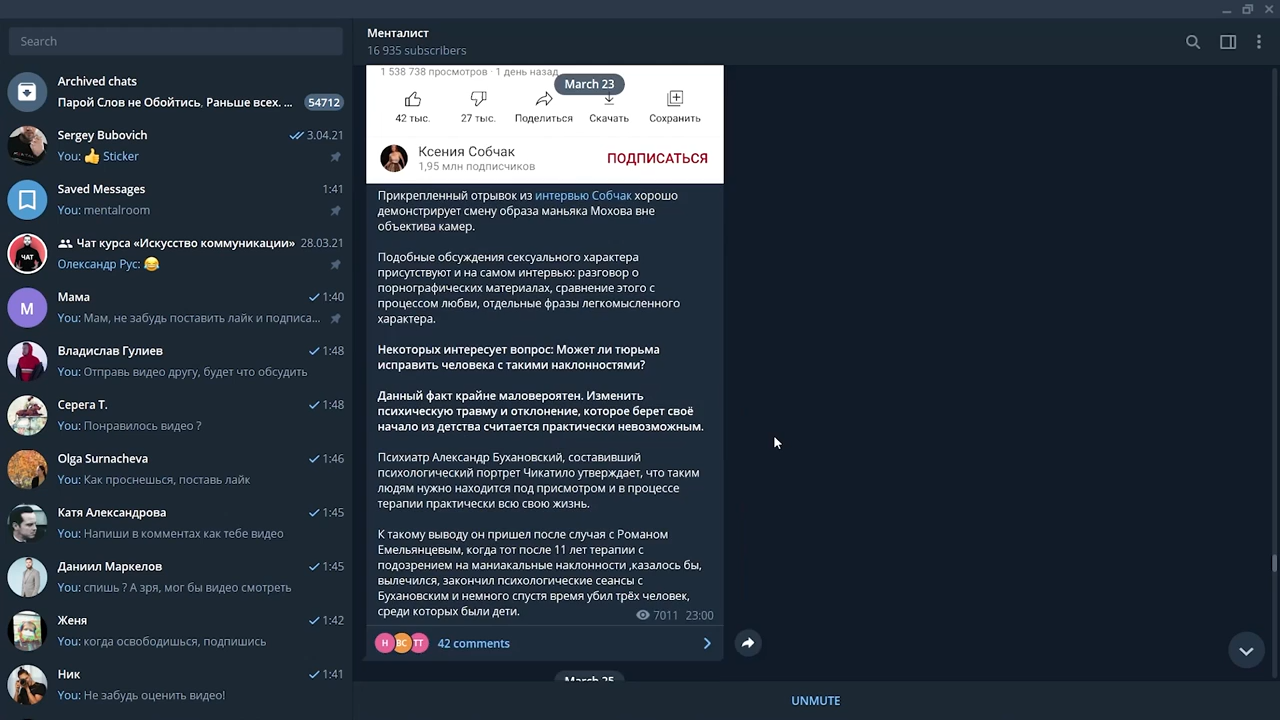 Search
Archived chats
Парой Слов не Обойтись, Раньше всех. ...
54712
Sergey Bubovich
3.04.21
You: 👍 Sticker
Saved Messages
1:41
You: mentalroom
Чат курса «Искусство коммуникации»
28.03.21
ЧАТ
Олександр Рус: 😂
М
Мама
1:40
You: Мам, не забудь поставить лайк и подписа...
Владислав Гулиев
1:48
You: Отправь видео другу, будет что обсудить
Серега Т.
1:48
You: Понравилось видео ?
Olga Surnacheva
1:46
You: Как проснешься, поставь лайк
Катя Александрова
1:45
You: Напиши в комментах как тебе видео
Даниил Маркелов
1:45
You: спишь ? А зря, мог бы видео смотреть
Женя
1:42
You: когда освободишься, подпишись
Ник
1:41
You: Не забудь оценить видео!
Менталист
16 935 subscribers
1 538 738 просмотров · 1 день назад
March 23
42 тыс.
27 тыс.
Поделиться
Скачать
Сохранить
Ксения Собчак
1,95 млн подписчиков
ПОДПИСАТЬСЯ
Прикрепленный отрывок из интервью Собчак хорошо
демонстрирует смену образа маньяка Мохова вне
объектива камер.
Подобные обсуждения сексуального характера
присутствуют и на самом интервью: разговор о
порнографических материалах, сравнение этого с
процессом любви, отдельные фразы легкомысленного
характера.
Некоторых интересует вопрос: Может ли тюрьма
исправить человека с такими наклонностями?
Данный факт крайне маловероятен. Изменить
психическую травму и отклонение, которое берет своё
начало из детства считается практически невозможным.
Психиатр Александр Бухановский, составивший
психологический портрет Чикатило утверждает, что таким
людям нужно находится под присмотром и в процессе
терапии практически всю свою жизнь.
К такому выводу он пришел после случая с Романом
Емельянцевым, когда тот после 11 лет терапии с
подозрением на маниакальные наклонности ,казалось бы,
вылечился, закончил психологические сеансы с
Бухановским и немного спустя время убил трёх человек,
среди которых были дети.
7011 23:00
Н ВС ТТ
42 comments
March 25
UNMUTE